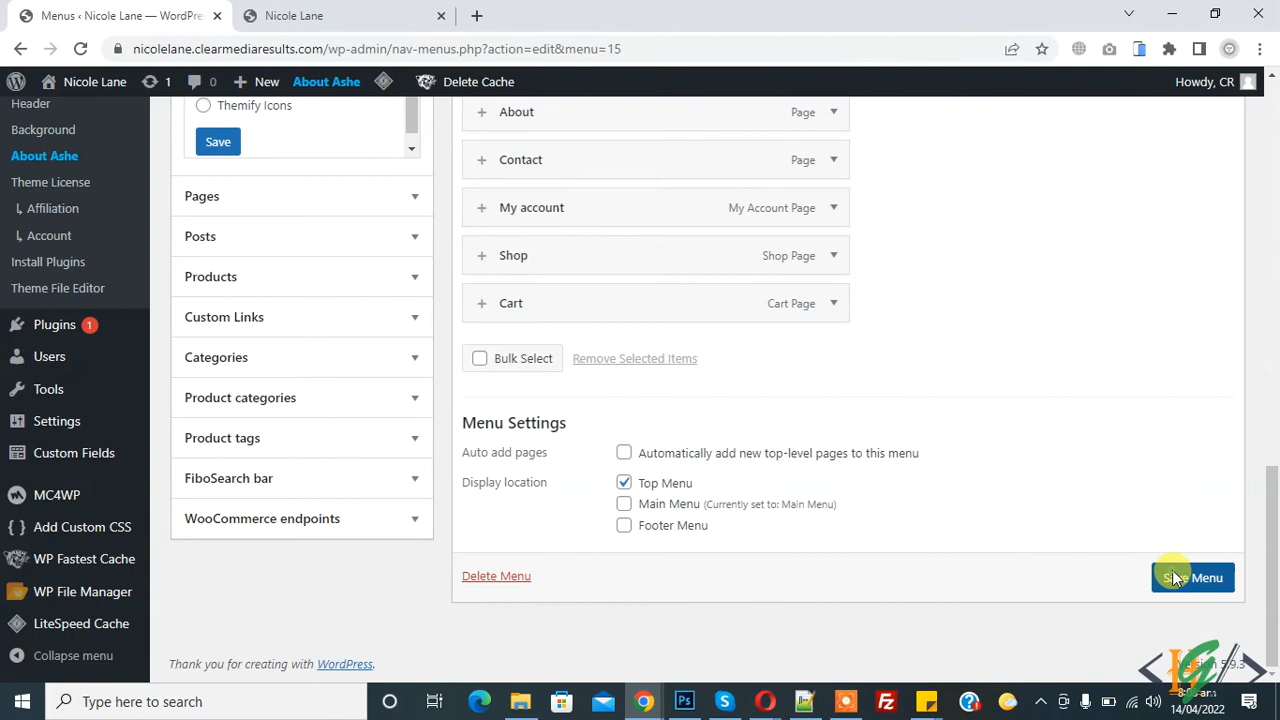 Menus ‹ Nicole Lane — WordPre
Nicole Lane
nicolelane.clearmediaresults.com/wp-admin/nav-menus.php?action=edit&menu=15
Nicole Lane
1
0
New
About Ashe
Delete Cache
Howdy, CR
Header
Background
About Ashe
Theme License
Affiliation
Account
Install Plugins
Theme File Editor
Plugins 1
Users
Tools
Settings
Custom Fields
MC4WP
Add Custom CSS
WP Fastest Cache
WP File Manager
LiteSpeed Cache
Collapse menu
Themify Icons
Save
Pages
Posts
Products
Custom Links
Categories
Product categories
Product tags
FiboSearch bar
WooCommerce endpoints
About Page
Contact Page
My account My Account Page
Shop Shop Page
Cart Cart Page
Bulk Select Remove Selected Items
Menu Settings
Auto add pages Automatically add new top-level pages to this menu
Display location Top Menu
Main Menu (Currently set to: Main Menu)
Footer Menu
Delete Menu
Menu
Thank you for creating with WordPress.
5.9.3
Type here to search
14/04/2022